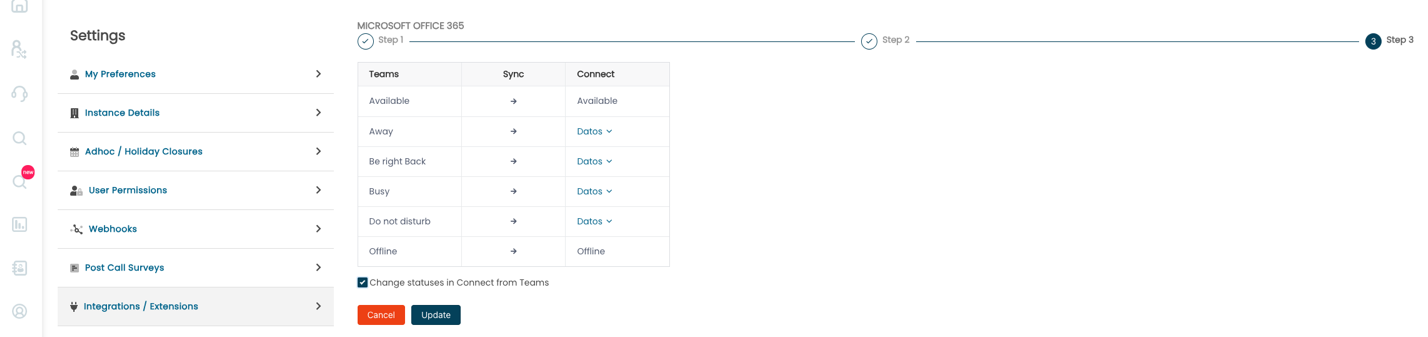 Settings
My Preferences
Instance Details
Adhoc / Holiday Closures
User Permissions
new
Webhooks
Post Call Surveys
Integrations / Extensions
MICROSOFT OFFICE 365
Step 1
Step 2
3 Step 3
Teams Sync Connect
Available → Available
Away → Datos
Be right Back → Datos
Busy → Datos
Do not disturb → Datos
Offline → Offline
Change statuses in Connect from Teams
Cancel Update